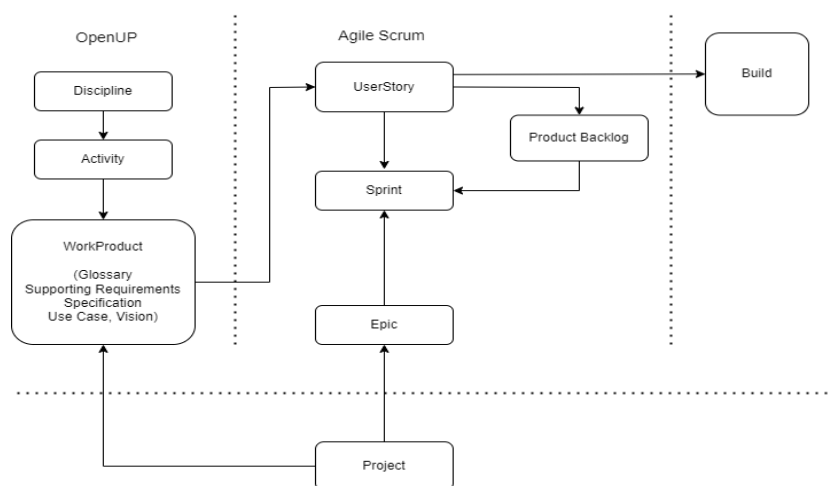 OpenUP
Agile Scrum
Discipline
UserStory
Build
Activity
Product Backlog
Sprint
WorkProduct
(Glossary
Supporting Requirements
Specification
Use Case, Vision)
Epic
Project